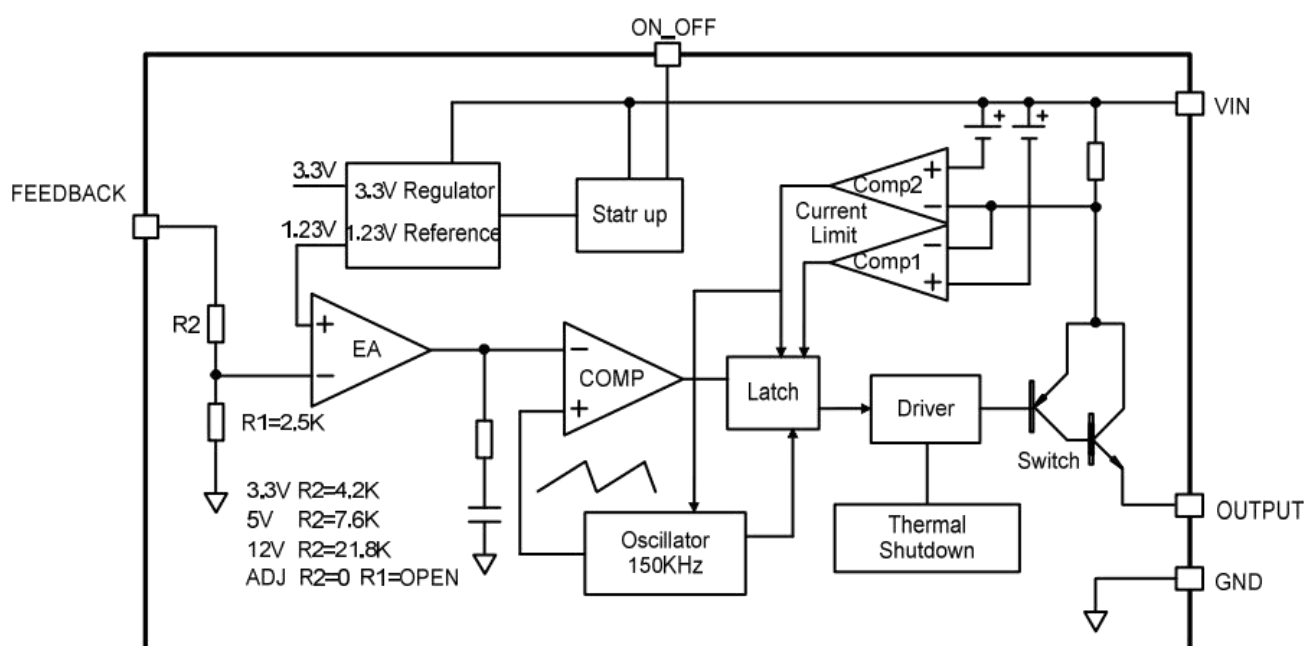 ON_OFF
VIN
FEEDBACK
3.3V
3.3V Regulator
1.23V
1.23V Reference
Statr up
+
+
+
Comp2
−
Current
Limit
−
Comp1
+
R2
+
EA
−
R1=2.5K
−
COMP
+
Latch
Driver
Switch
3.3V R2=4.2K
5V R2=7.6K
12V R2=21.8K
ADJ R2=0 R1=OPEN
Oscillator
150KHz
Thermal
Shutdown
OUTPUT
GND